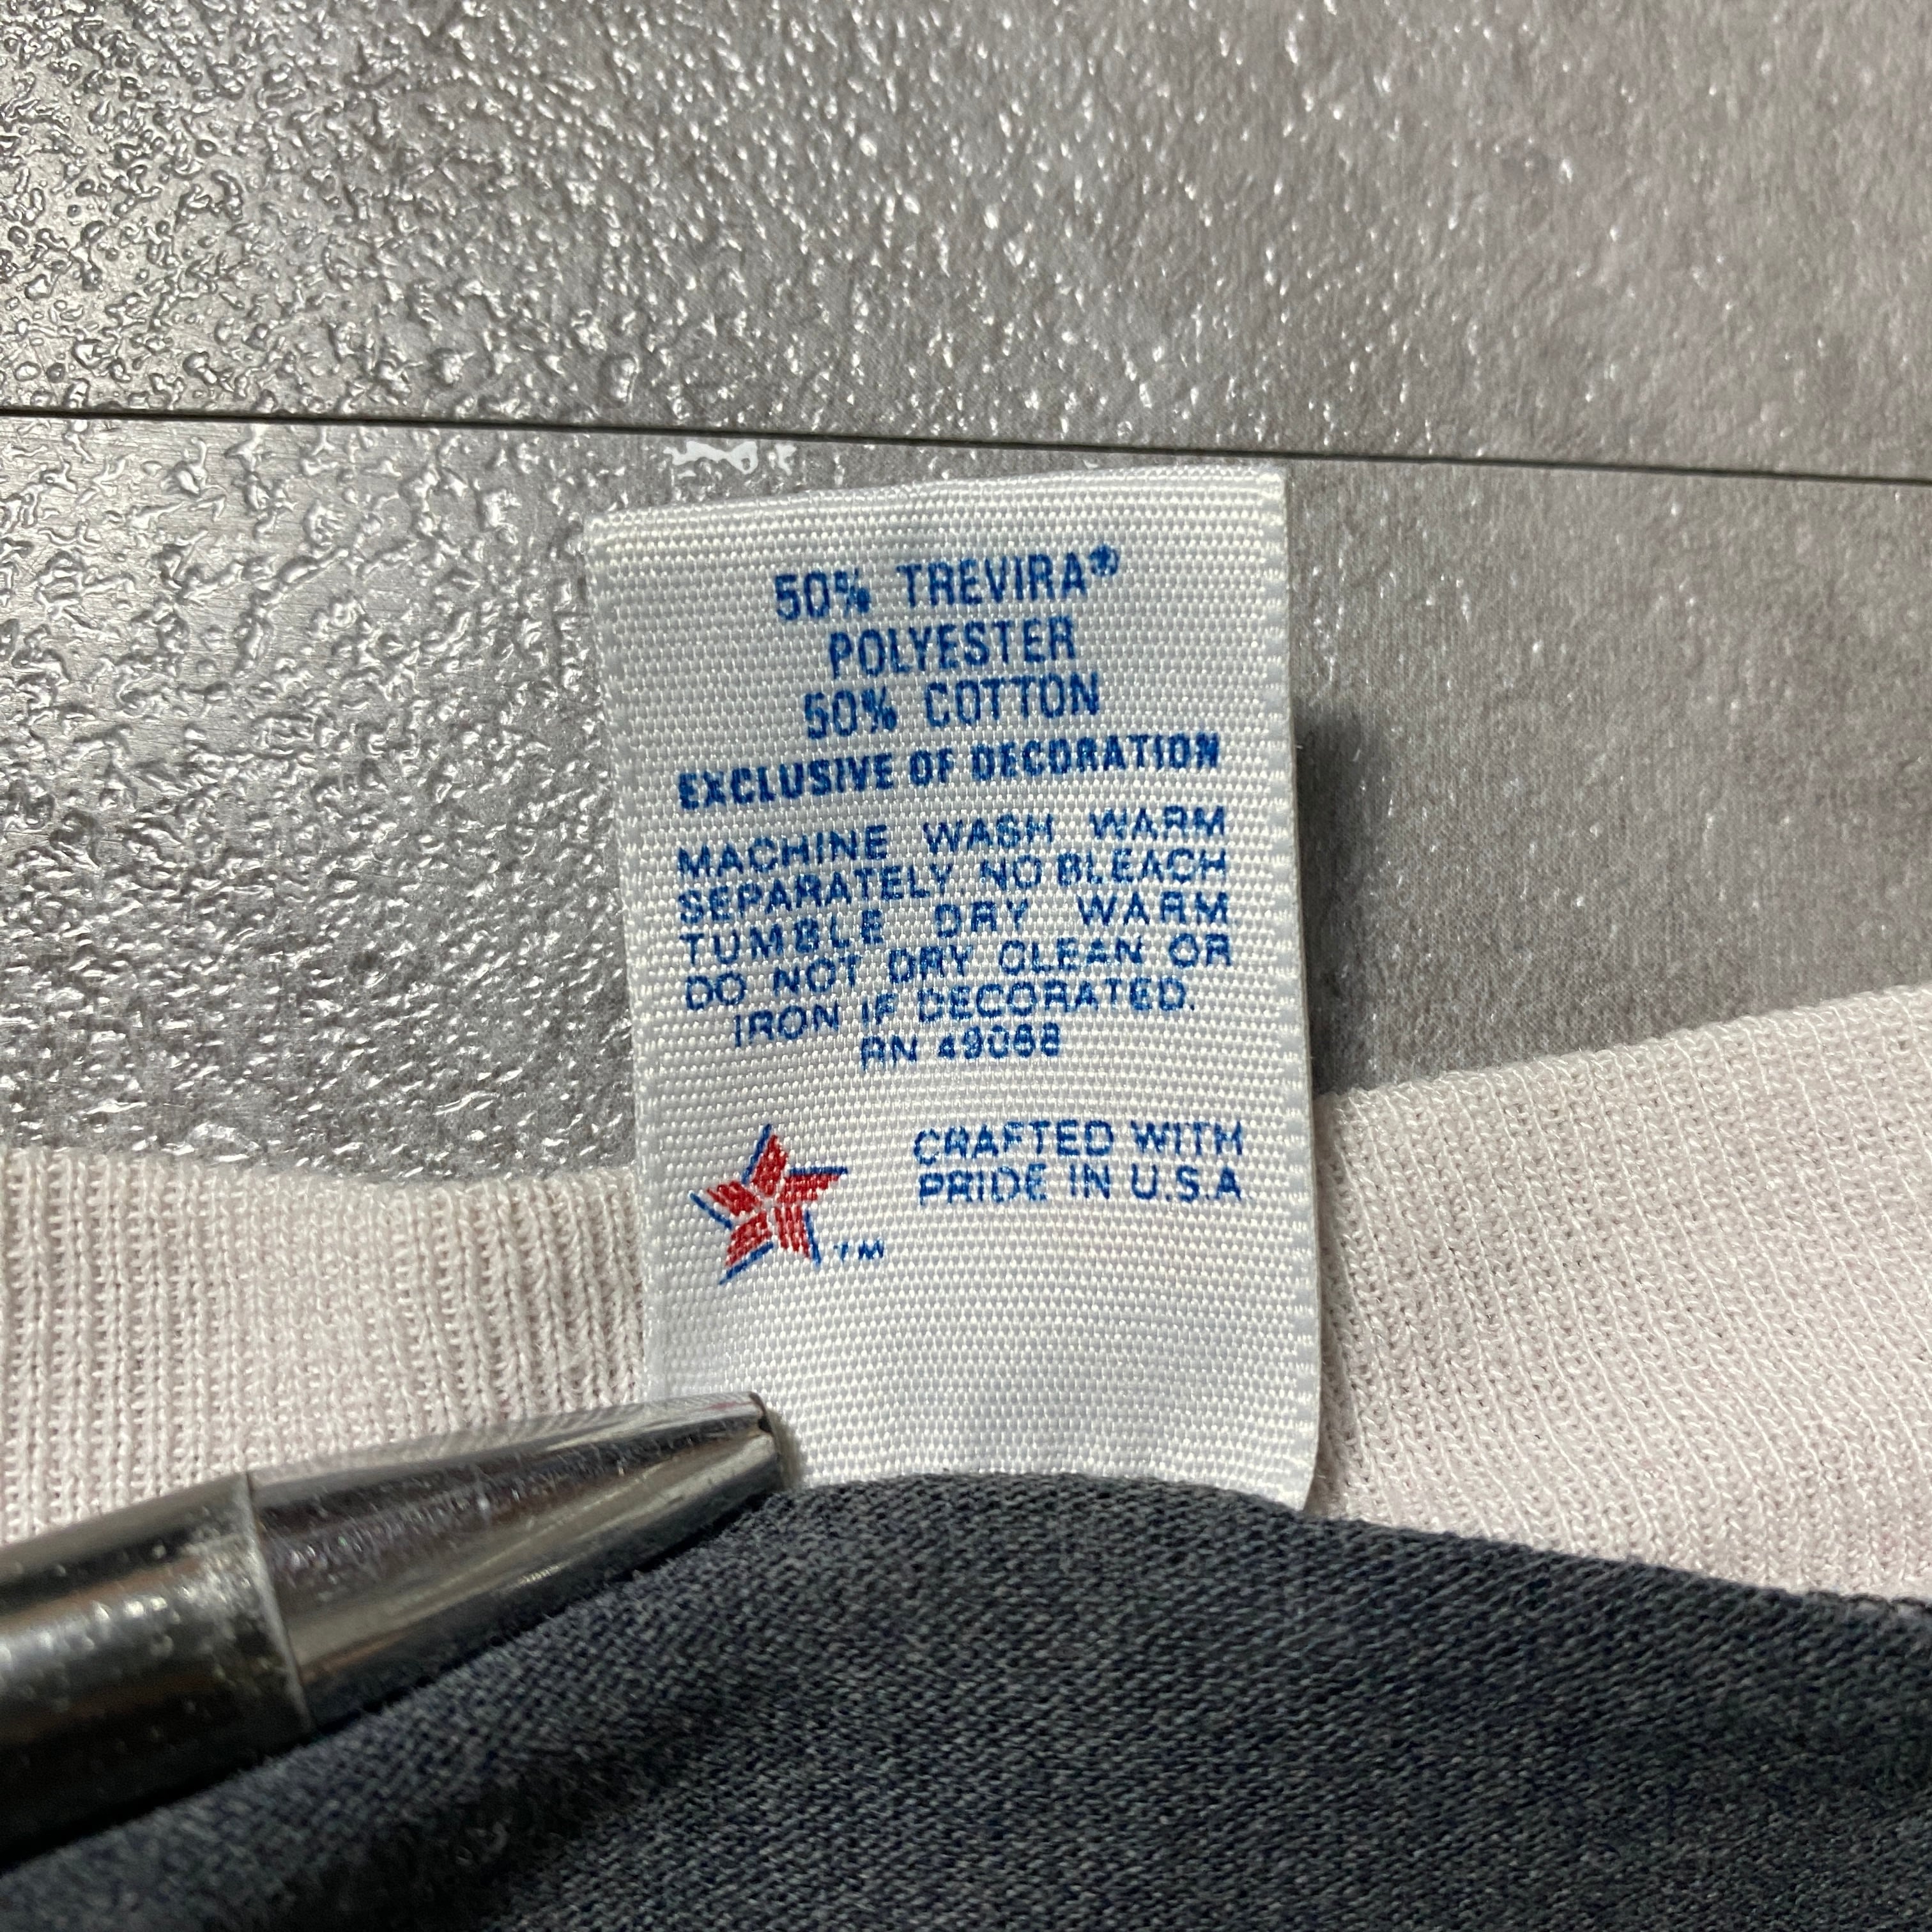 50% TREVIRA®
POLYESTER
50% COTTON
EXCLUSIVE OF DECORATION
MACHINE WASH WARM
SEPARATELY NO BLEACH
TUMBLE DRY WARM
DO NOT DRY CLEAN OR
IRON IF DECORATED.
RN 49068
CRAFTED WITH
PRIDE IN U.S.A
TM